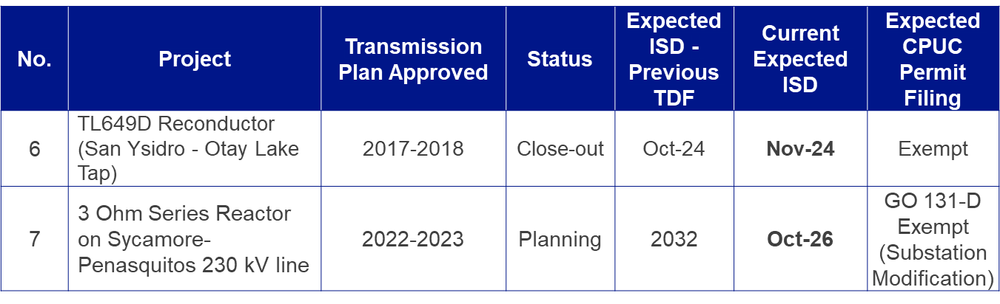 No.
Project
Transmission
Plan Approved
Status
Expected
ISD -
Previous
TDF
Current
Expected
ISD
Expected
CPUC
Permit
Filing
6
TL649D Reconductor
(San Ysidro - Otay Lake
Tap)
2017-2018
Close-out
Oct-24
Nov-24
Exempt
7
3 Ohm Series Reactor
on Sycamore-
Penasquitos 230 kV line
2022-2023
Planning
2032
Oct-26
GO 131-D
Exempt
(Substation
Modification)